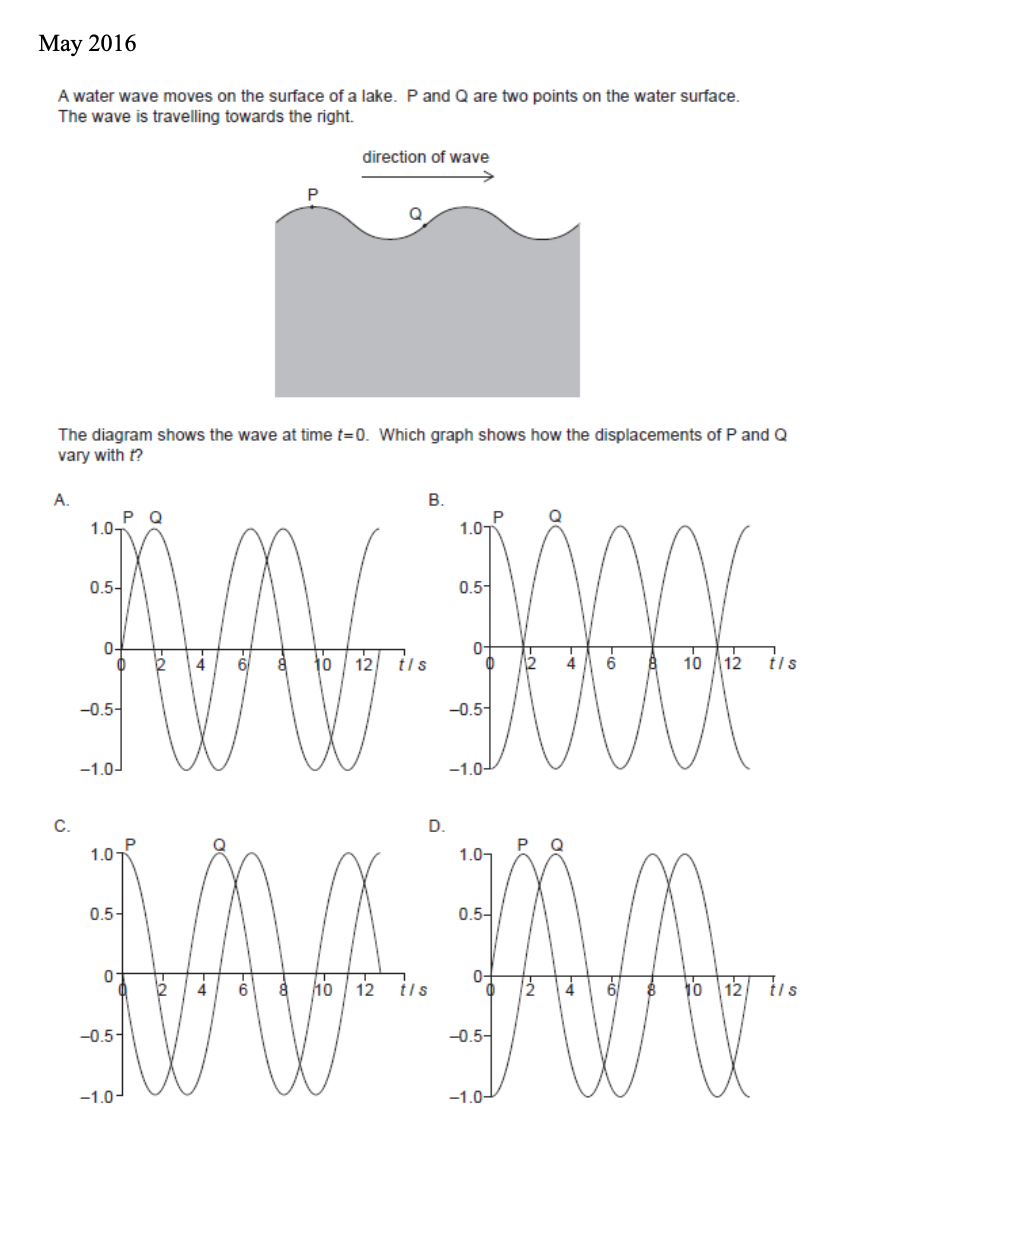 May 2016
A water wave moves on the surface of a lake. P and Q are two points on the water surface.
The wave is travelling towards the right.
direction of wave
P
Q
The diagram shows the wave at time t=0. Which graph shows how the displacements of P and Q
vary with t?
A.
P Q
1.0
0.5
0
0 2 4 6 8 10 12 t / s
–0.5
–1.0
B.
P Q
1.0
0.5
0
0 2 4 6 8 10 12 t / s
–0.5
–1.0
C.
P Q
1.0
0.5
0
0 2 4 6 8 10 12 t / s
–0.5
–1.0
D.
P Q
1.0
0.5
0
0 2 4 6 8 10 12 t / s
–0.5
–1.0